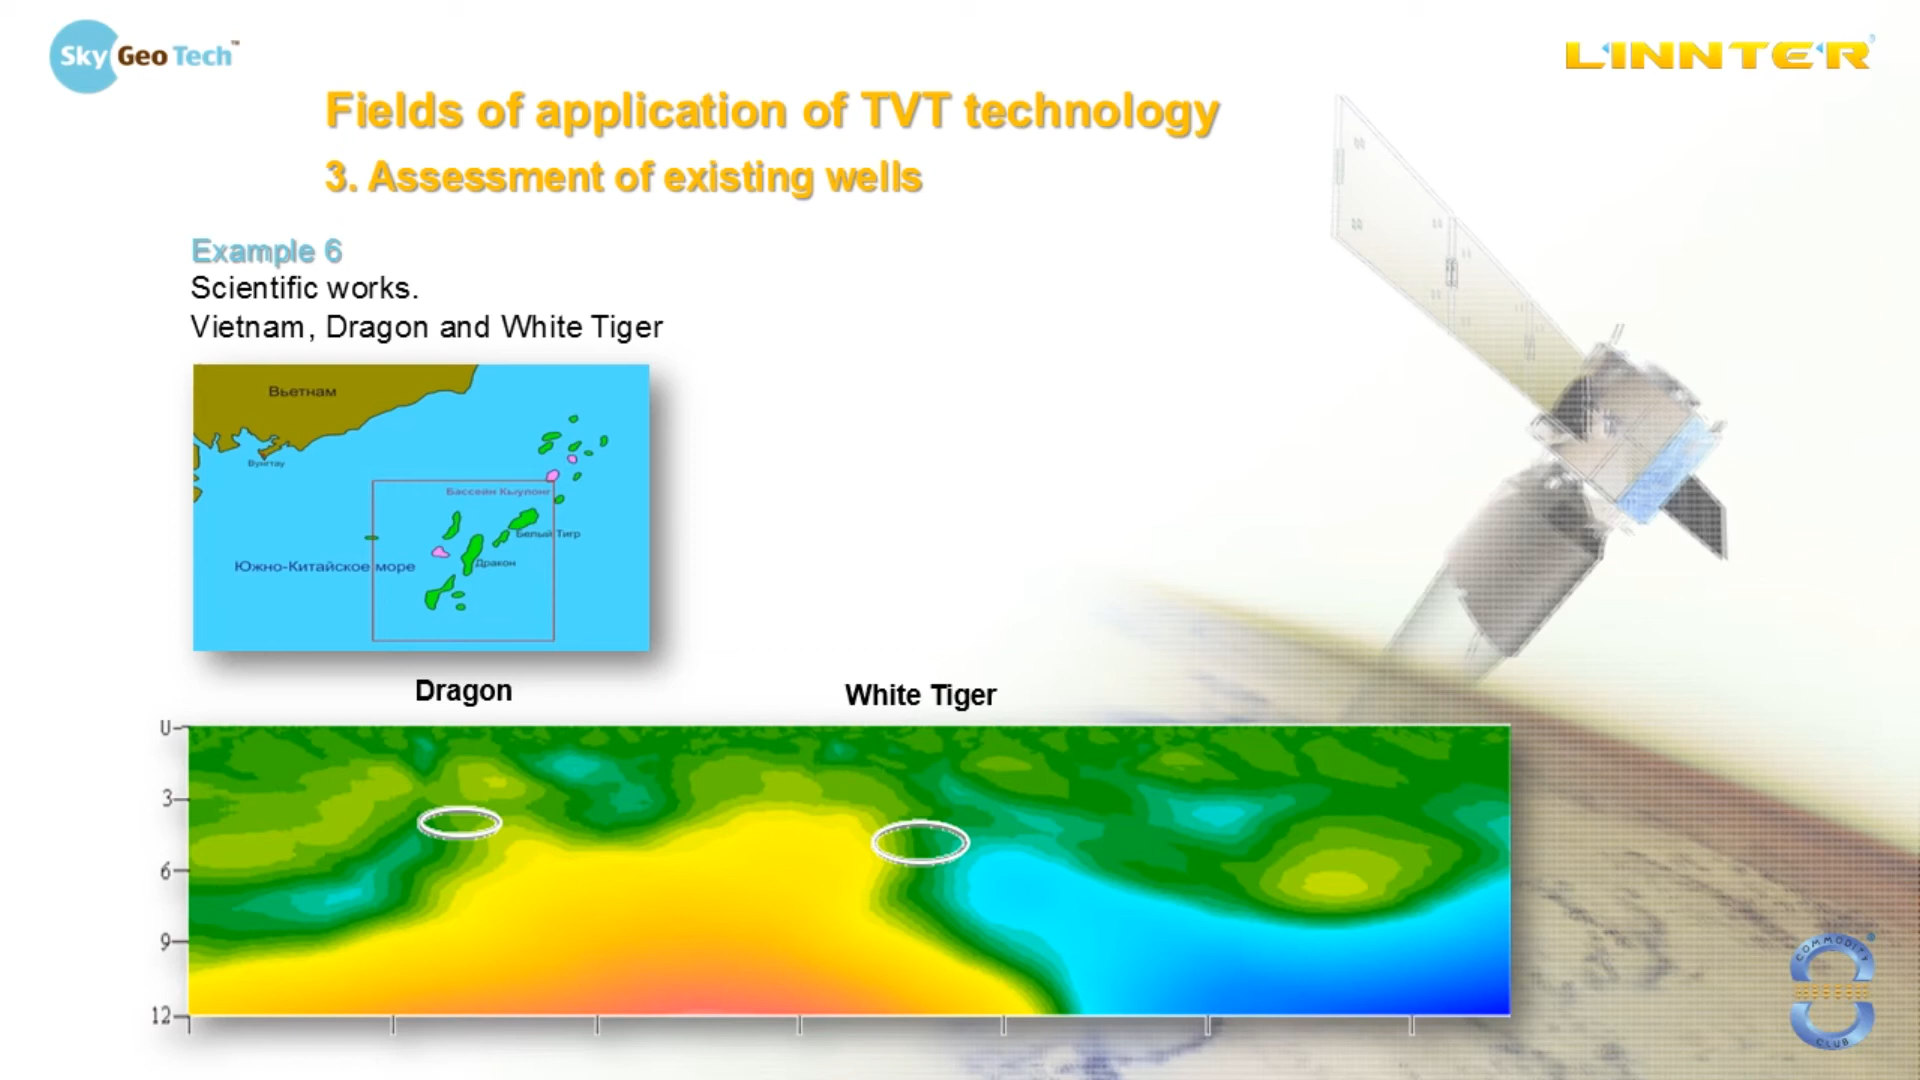 Sky Geo Tech™
LINNTER®
Fields of application of TVT technology
3. Assessment of existing wells
Example 6
Scientific works.
Vietnam, Dragon and White Tiger
Вьетнам
Вунгтау
Бассейн Кыулонг
Белый Тигр
Дракон
Южно-Китайское море
Dragon
White Tiger
0
3
6
9
12
COMMODITY
CLUB